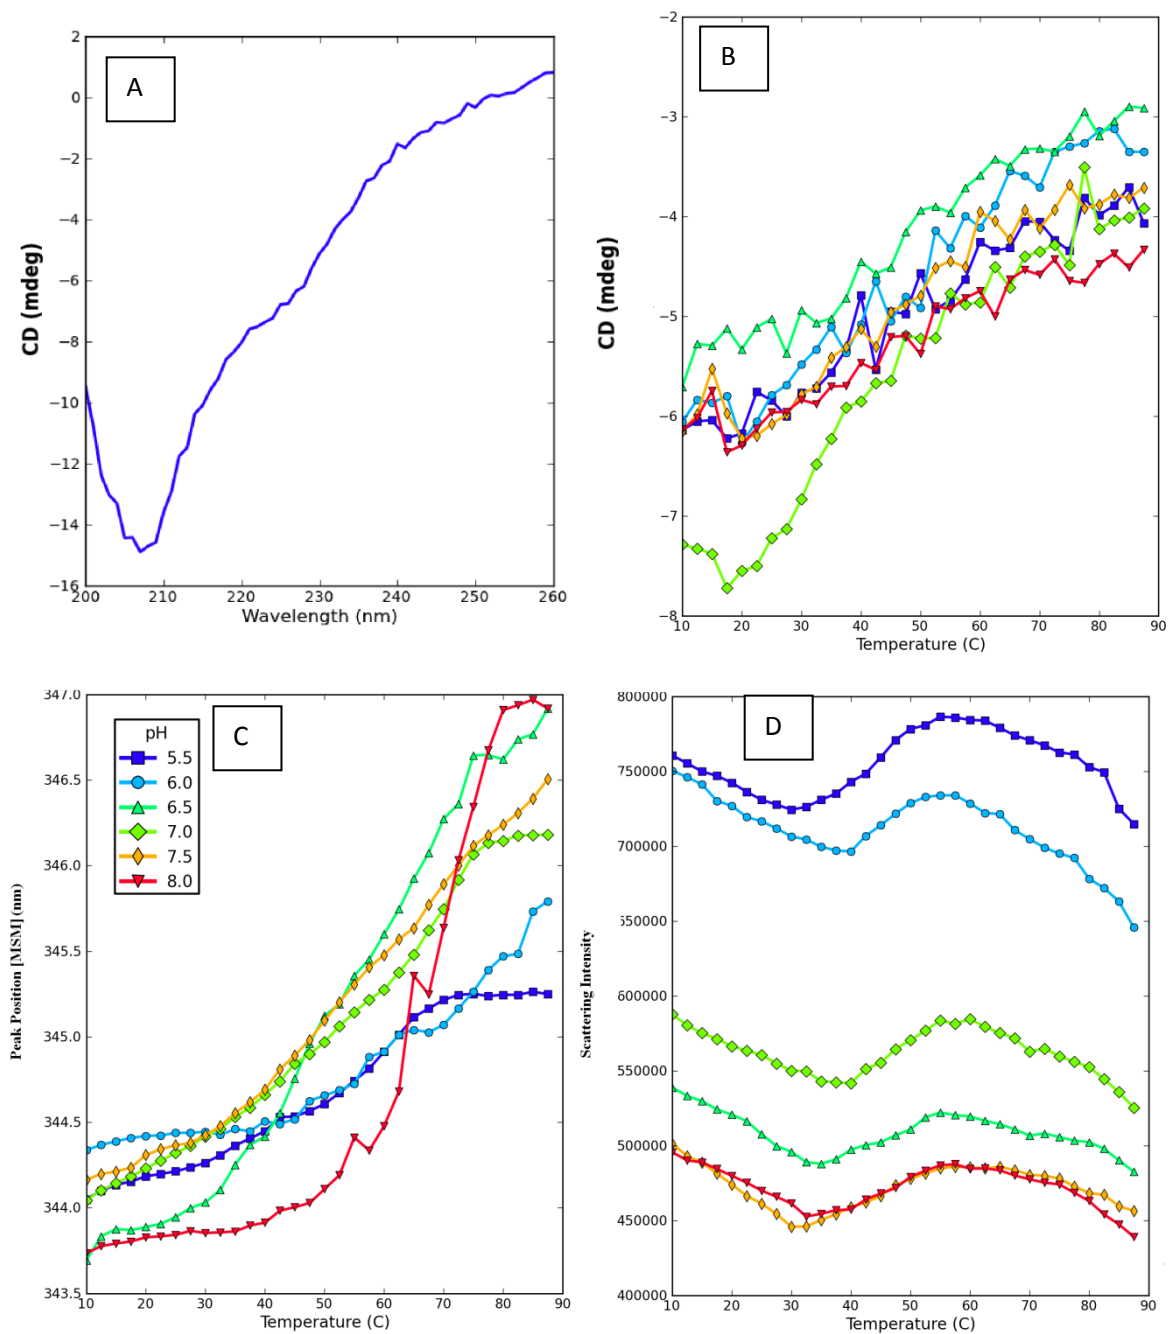 A
2
0
−2
−4
−6
−8
−10
−12
−14
−16
CD (mdeg)
200 210 220 230 240 250 260
Wavelength (nm)
B
−2
−3
−4
−5
−6
−7
−8
CD (mdeg)
10 20 30 40 50 60 70 80 90
Temperature (C)
C
347.0
346.5
346.0
345.5
345.0
344.5
344.0
343.5
Peak Position [MSM] (nm)
pH
5.5
6.0
6.5
7.0
7.5
8.0
10 20 30 40 50 60 70 80 90
Temperature (C)
D
800000
750000
700000
650000
600000
550000
500000
450000
400000
Scattering Intensity
10 20 30 40 50 60 70 80 90
Temperature (C)